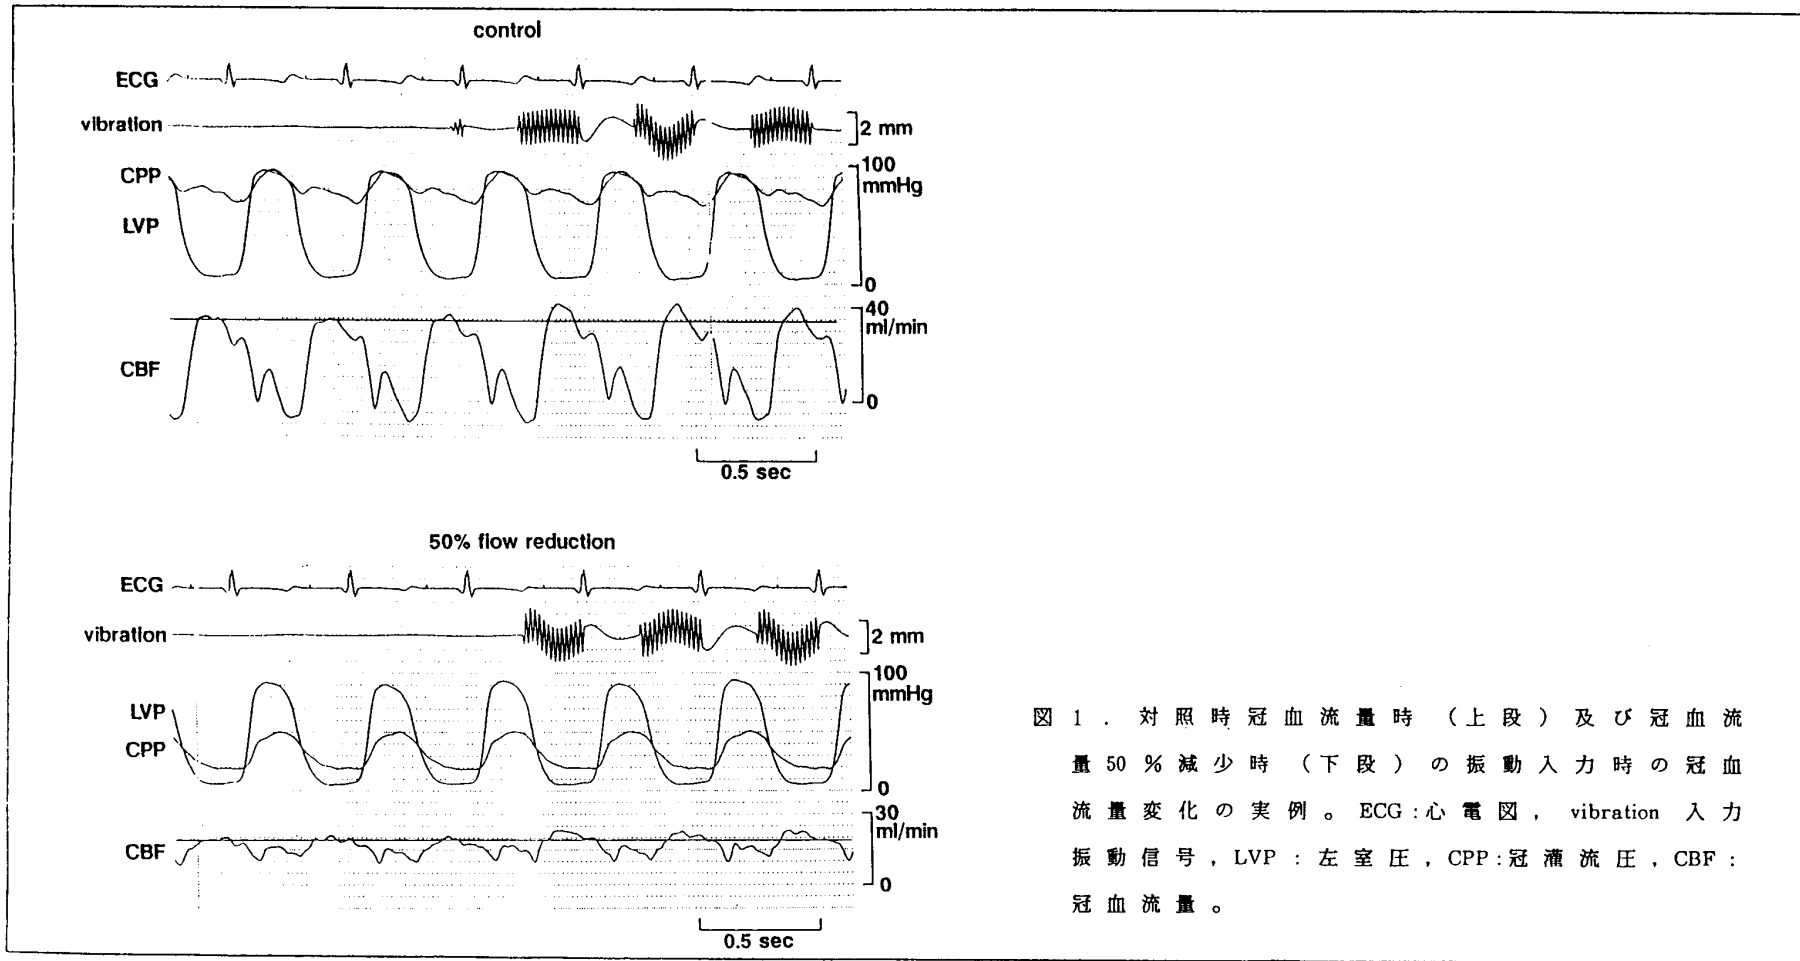 control
ECG
vibration
2 mm
CPP
100
mmHg
LVP
0
40
ml/min
CBF
0
0.5 sec
50% flow reduction
ECG
vibration
2 mm
100
mmHg
LVP
CPP
0
30
ml/min
CBF
0
0.5 sec
図1.対照時冠血流量時(上段)及び冠血流
量50%減少時(下段)の振動入力時の冠血
流量変化の実例。ECG:心電図,vibration 入力
振動信号,LVP:左室圧,CPP:冠灌流圧,CBF:
冠血流量。